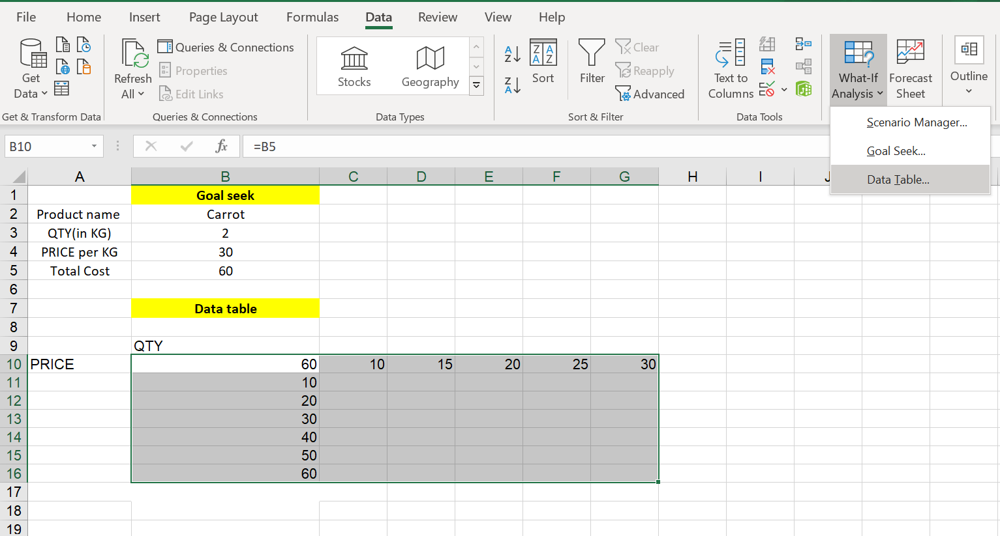 File Home Insert Page Layout Formulas Data Review View Help
Get Data
Refresh All
Queries & Connections
Properties
Edit Links
Stocks
Geography
A Z
Z A
Z A A Z
Sort
Filter
Clear
Reapply
Advanced
Text to Columns
What-If Analysis
Forecast Sheet
Outline
Get & Transform Data
Queries & Connections
Data Types
Sort & Filter
Data Tools
Scenario Manager...
Goal Seek...
Data Table...
B10 fx =B5
A B C D E F G H I J
1 Goal seek
2 Product name Carrot
3 QTY(in KG) 2
4 PRICE per KG 30
5 Total Cost 60
6
7 Data table
8
9 QTY
10 PRICE 60 10 15 20 25 30
11 10
12 20
13 30
14 40
15 50
16 60
17
18
19